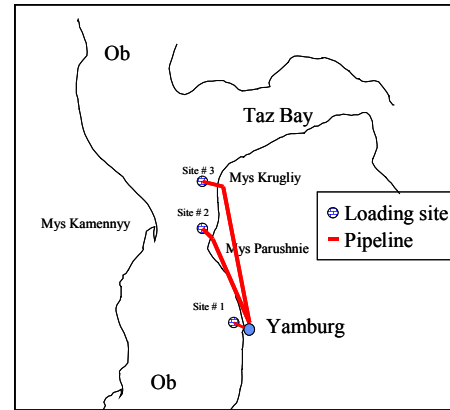 Ob
Taz Bay
Site # 3
Mys Krugliy
Site # 2
Mys Kamennyy
Mys Parushnie
Loading site
Pipeline
Site # 1
Yamburg
Ob